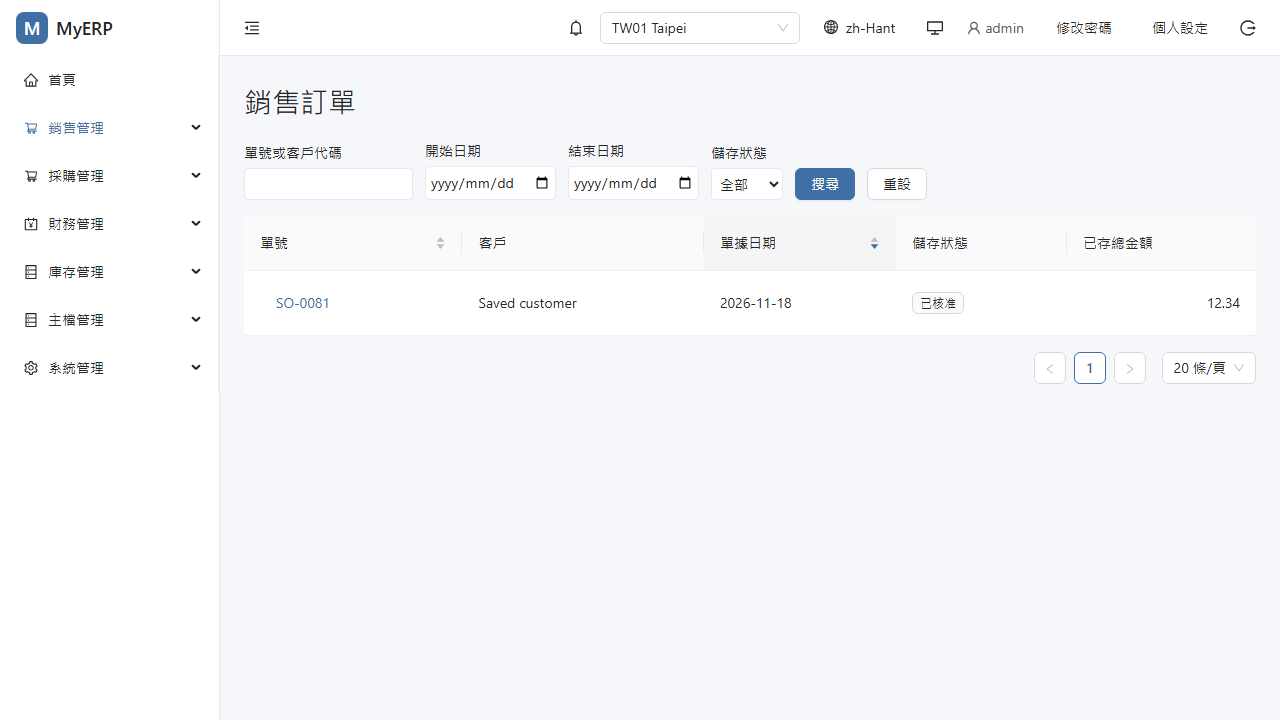 M MyERP
TW01 Taipei
zh-Hant
admin
修改密碼
個人設定
首頁
銷售管理
採購管理
財務管理
庫存管理
主檔管理
系統管理
銷售訂單
單號或客戶代碼
開始日期
yyyy/mm/dd
結束日期
yyyy/mm/dd
儲存狀態
全部
搜尋
重設
單號 客戶 單據日期 儲存狀態 已存總金額
SO-0081 Saved customer 2026-11-18 已核准 12.34
1
20 條/頁